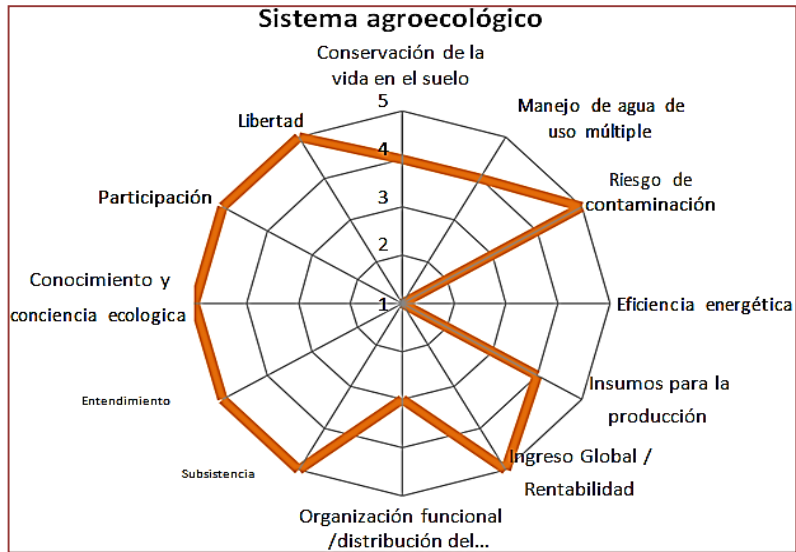 Sistema agroecológico
Conservación de la
vida en el suelo
5
4
3
2
1
Manejo de agua de
uso múltiple
Riesgo de
contaminación
Eficiencia energética
Insumos para la
producción
Ingreso Global /
Rentabilidad
Organización funcional
/distribución del...
Subsistencia
Entendimiento
Conocimiento y
conciencia ecologica
Participación
Libertad